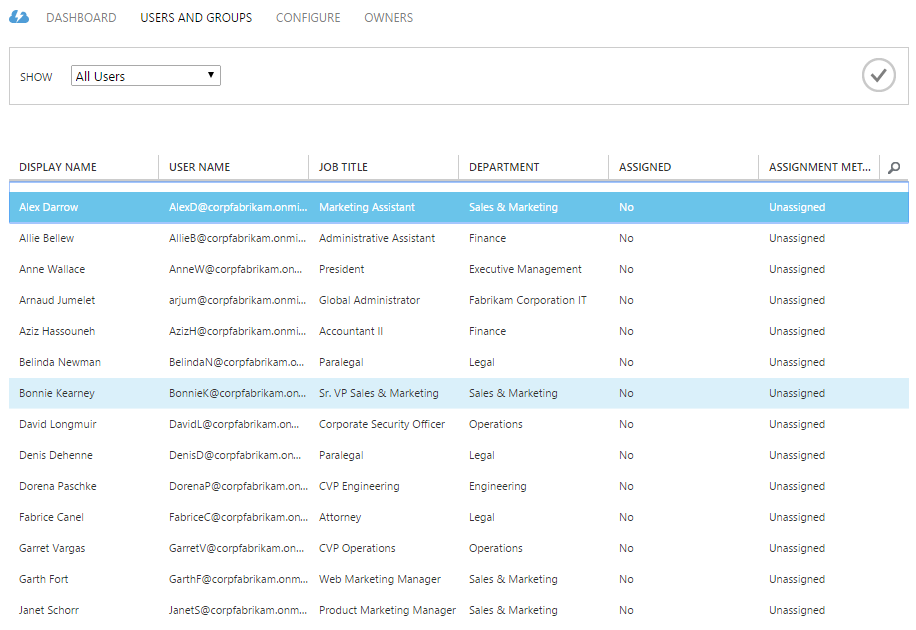 DASHBOARD USERS AND GROUPS CONFIGURE OWNERS
SHOW All Users
DISPLAY NAME USER NAME JOB TITLE DEPARTMENT ASSIGNED ASSIGNMENT MET...
Alex Darrow AlexD@corpfabrikam.onmi... Marketing Assistant Sales & Marketing No Unassigned
Allie Bellew AllieB@corpfabrikam.onmi... Administrative Assistant Finance No Unassigned
Anne Wallace AnneW@corpfabrikam.on... President Executive Management No Unassigned
Arnaud Jumelet arjum@corpfabrikam.onmi... Global Administrator Fabrikam Corporation IT No Unassigned
Aziz Hassouneh AzizH@corpfabrikam.onmi... Accountant II Finance No Unassigned
Belinda Newman BelindaN@corpfabrikam.o... Paralegal Legal No Unassigned
Bonnie Kearney BonnieK@corpfabrikam.on... Sr. VP Sales & Marketing Sales & Marketing No Unassigned
David Longmuir DavidL@corpfabrikam.on... Corporate Security Officer Operations No Unassigned
Denis Dehenne DenisD@corpfabrikam.on... Paralegal Legal No Unassigned
Dorena Paschke DorenaP@corpfabrikam.on... CVP Engineering Engineering No Unassigned
Fabrice Canel FabriceC@corpfabrikam.on... Attorney Legal No Unassigned
Garret Vargas GarretV@corpfabrikam.on... CVP Operations Operations No Unassigned
Garth Fort GarthF@corpfabrikam.onm... Web Marketing Manager Sales & Marketing No Unassigned
Janet Schorr JanetS@corpfabrikam.onm... Product Marketing Manager Sales & Marketing No Unassigned